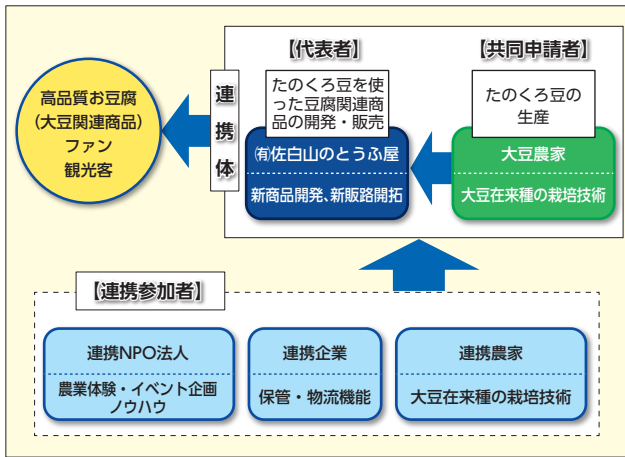 【代表者】
【共同申請者】
たのくろ豆を使
った豆腐関連商
品の開発・販売
たのくろ豆の
生産
高品質お豆腐
(大豆関連商品)
ファン
観光客
連携体
㈲佐白山のとうふ屋
新商品開発、新販路開拓
大豆農家
大豆在来種の栽培技術
【連携参加者】
連携NPO法人
農業体験・イベント企画
ノウハウ
連携企業
保管・物流機能
連携農家
大豆在来種の栽培技術